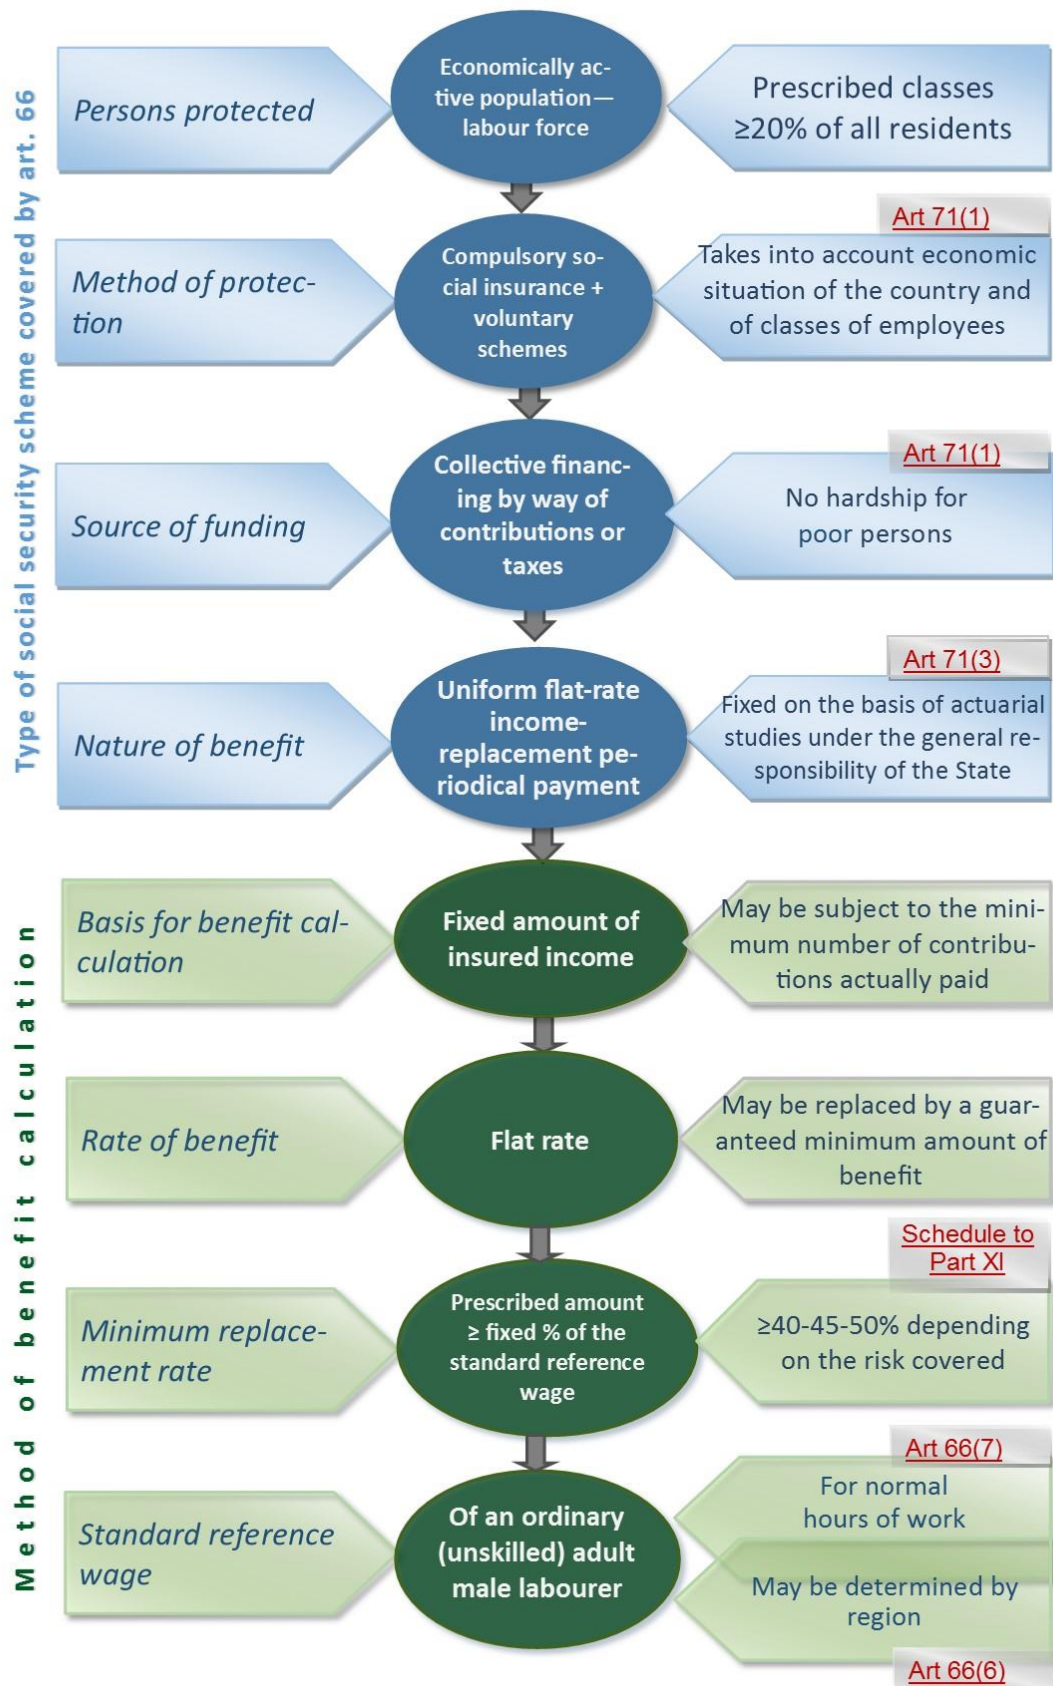 Type of social security scheme covered by art. 66
Persons protected
Economically ac-
tive population—
labour force
Prescribed classes
≥20% of all residents
Method of protec-
tion
Compulsory so-
cial insurance +
voluntary
schemes
Art 71(1)
Takes into account economic
situation of the country and
of classes of employees
Source of funding
Collective financ-
ing by way of
contributions or
taxes
Art 71(1)
No hardship for
poor persons
Nature of benefit
Uniform flat-rate
income-
replacement pe-
riodical payment
Art 71(3)
Fixed on the basis of actuarial
studies under the general re-
sponsibility of the State
Method of benefit calculation
Basis for benefit cal-
culation
Fixed amount of
insured income
May be subject to the mini-
mum number of contribu-
tions actually paid
Rate of benefit
Flat rate
May be replaced by a guar-
anteed minimum amount of
benefit
Minimum replace-
ment rate
Prescribed amount
≥ fixed % of the
standard reference
wage
Schedule to
Part XI
≥40-45-50% depending
on the risk covered
Standard reference
wage
Of an ordinary
(unskilled) adult
male labourer
Art 66(7)
For normal
hours of work
May be determined by
region
Art 66(6)